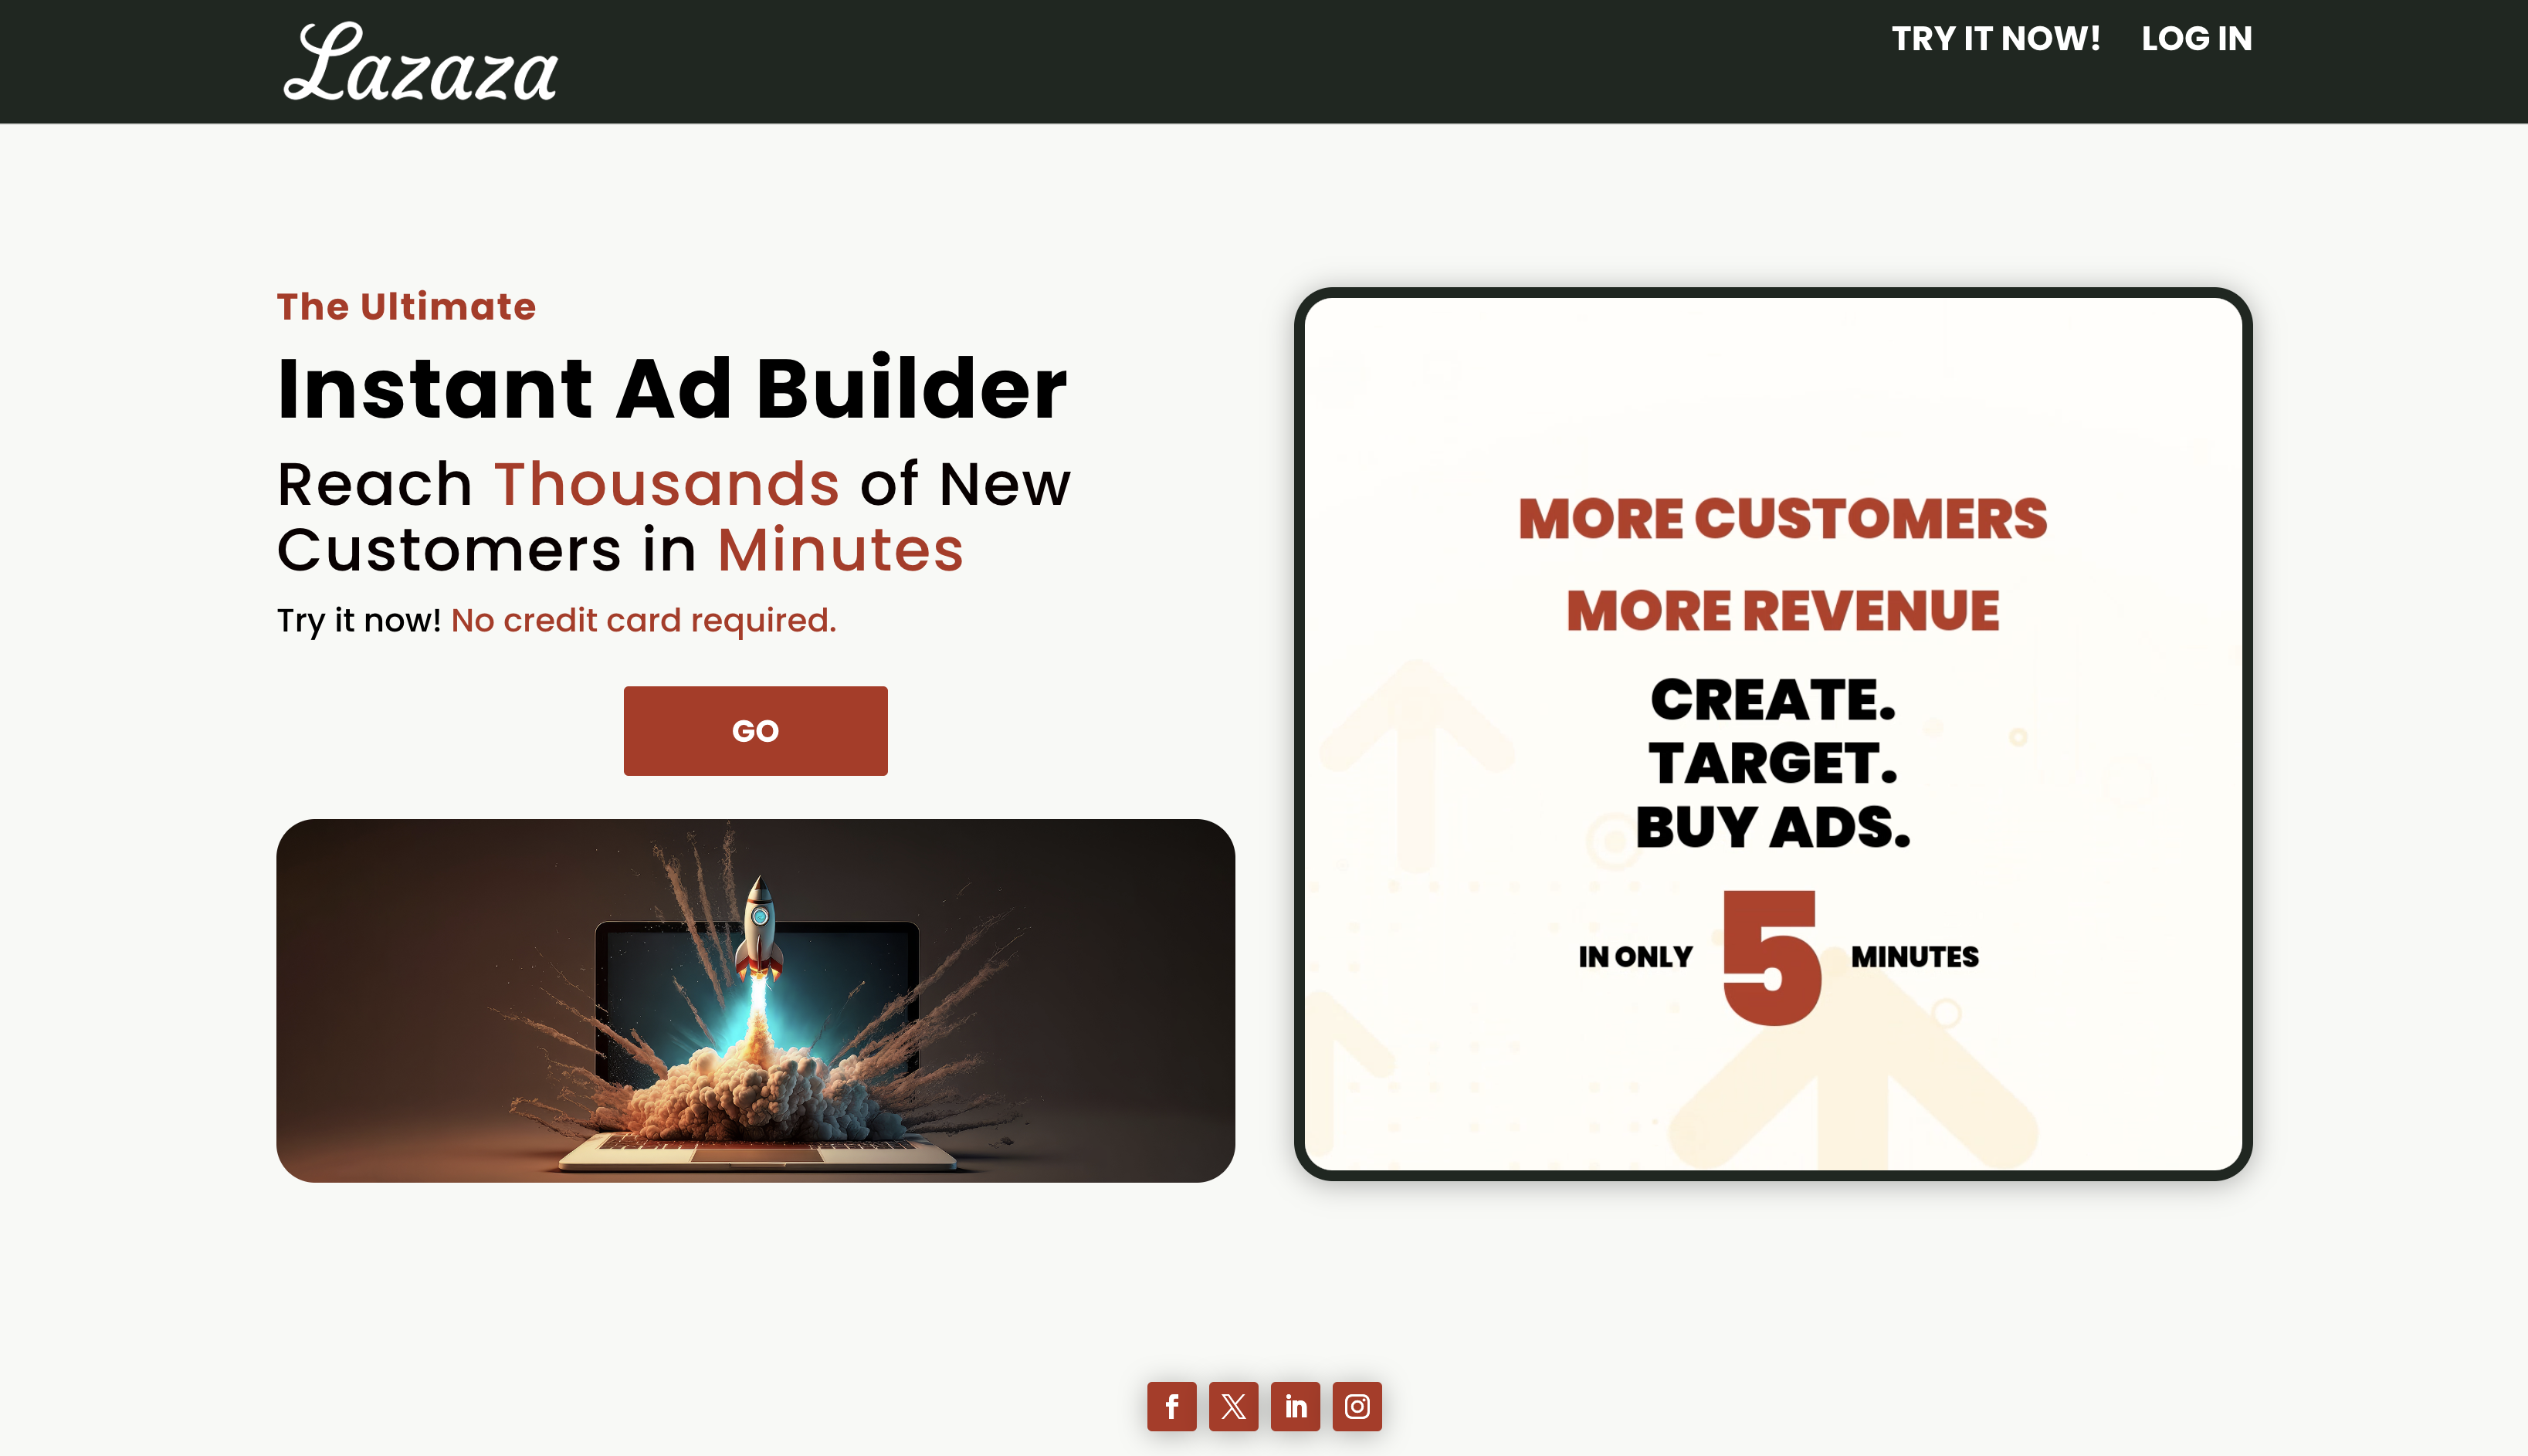 Lazaza
TRY IT NOW!
LOG IN
The Ultimate
Instant Ad Builder
Reach Thousands of New
Customers in Minutes
Try it now! No credit card required.
GO
MORE CUSTOMERS
MORE REVENUE
CREATE.
TARGET.
BUY ADS.
IN ONLY 5 MINUTES